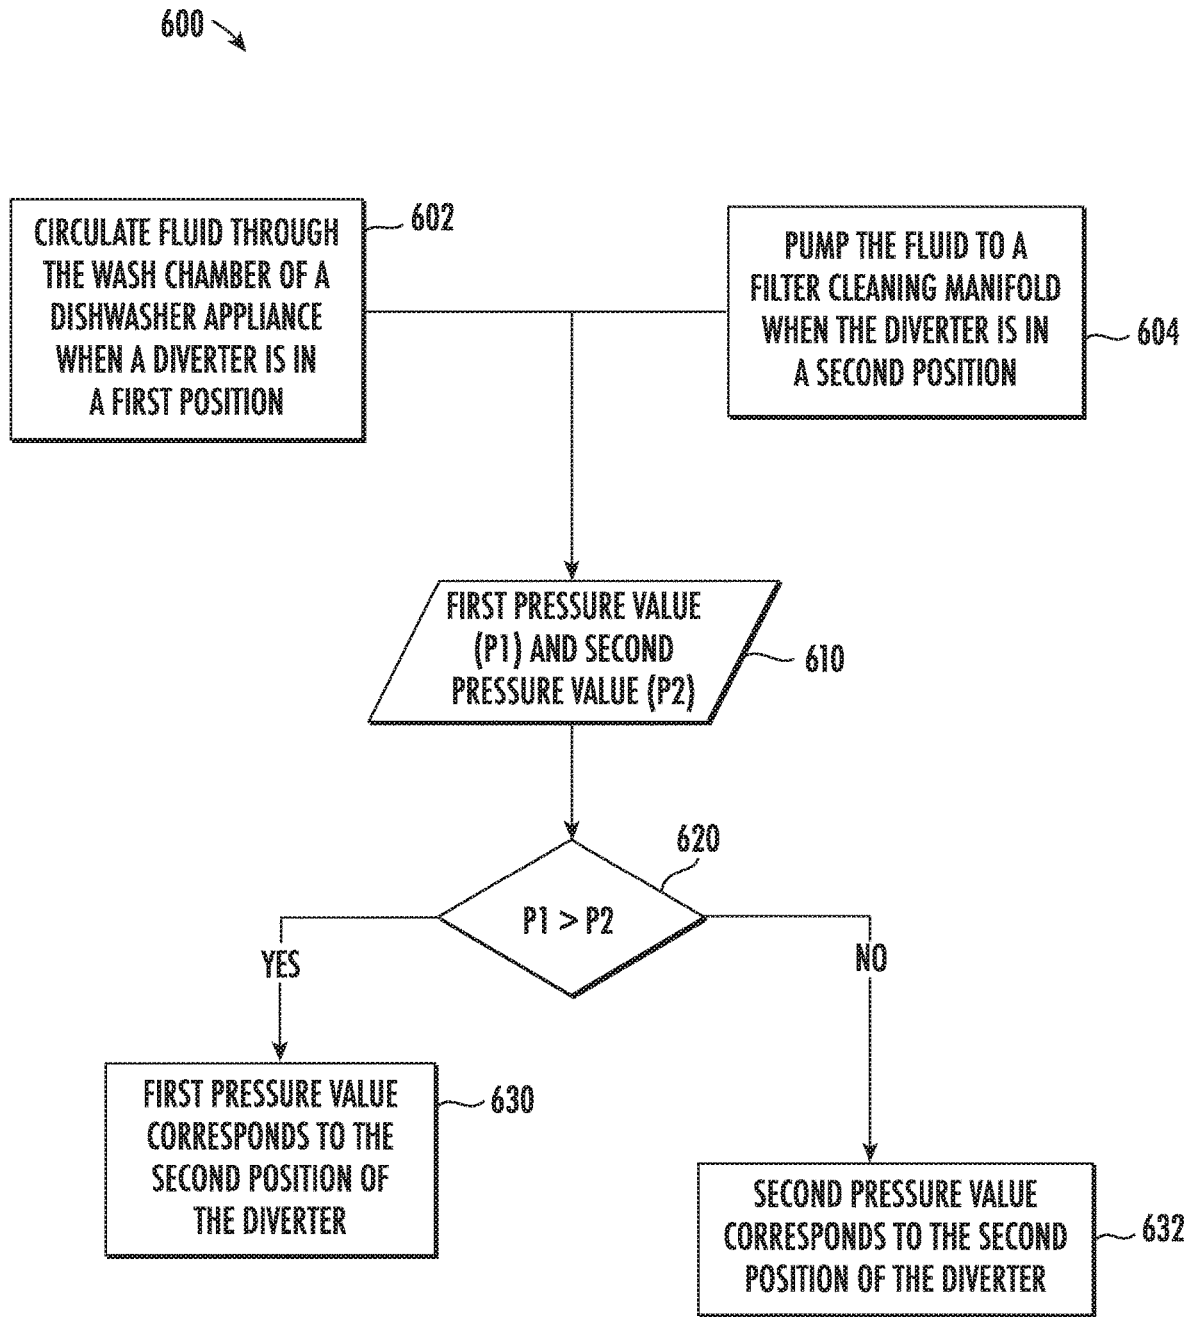 600
CIRCULATE FLUID THROUGH
THE WASH CHAMBER OF A
DISHWASHER APPLIANCE
WHEN A DIVERTER IS IN
A FIRST POSITION
602
PUMP THE FLUID TO A
FILTER CLEANING MANIFOLD
WHEN THE DIVERTER IS IN
A SECOND POSITION
604
FIRST PRESSURE VALUE
(P1) AND SECOND
PRESSURE VALUE (P2)
610
620
P1 > P2
YES
NO
FIRST PRESSURE VALUE
CORRESPONDS TO THE
SECOND POSITION OF
THE DIVERTER
630
SECOND PRESSURE VALUE
CORRESPONDS TO THE SECOND
POSITION OF THE DIVERTER
632